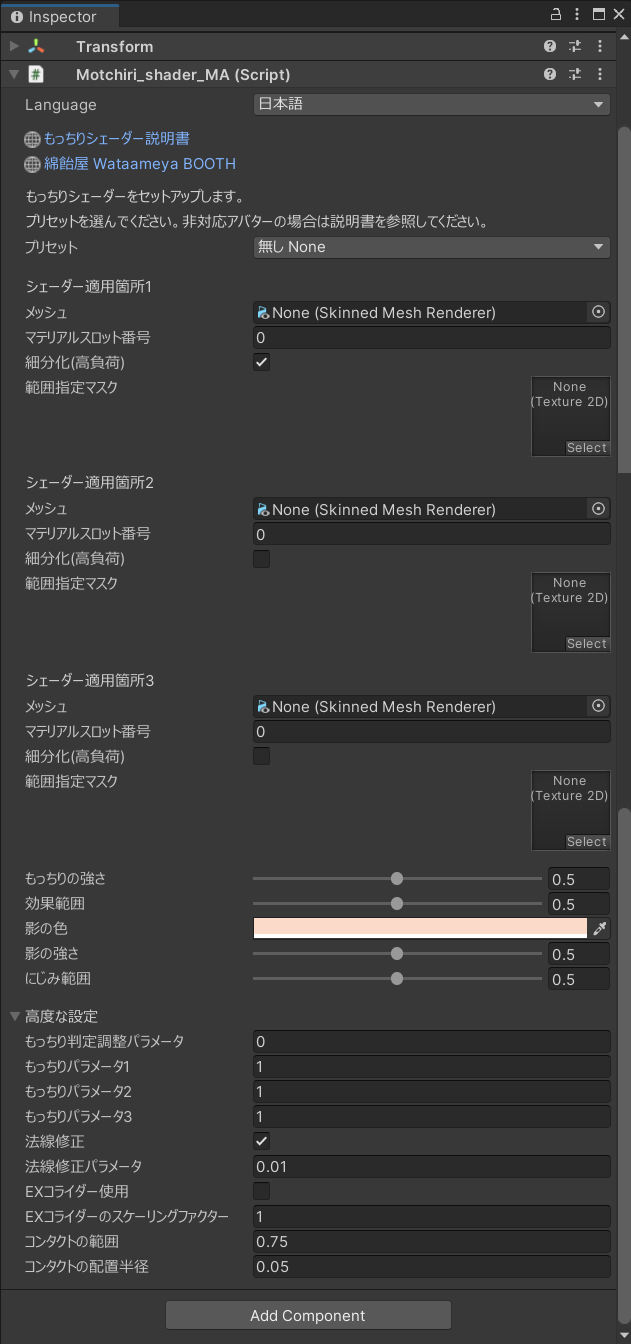 Inspector
Transform
Motchiri_shader_MA (Script)
Language 日本語
もっちりシェーダー説明書
綿飴屋 Wataameya BOOTH
もっちりシェーダーをセットアップします。
プリセットを選んでください。非対応アバターの場合は説明書を参照してください。
プリセット 無し None
シェーダー適用箇所1
メッシュ None (Skinned Mesh Renderer)
マテリアルスロット番号 0
細分化(高負荷)
範囲指定マスク None
(Texture 2D)
Select
シェーダー適用箇所2
メッシュ None (Skinned Mesh Renderer)
マテリアルスロット番号 0
細分化(高負荷)
範囲指定マスク None
(Texture 2D)
Select
シェーダー適用箇所3
メッシュ None (Skinned Mesh Renderer)
マテリアルスロット番号 0
細分化(高負荷)
範囲指定マスク None
(Texture 2D)
Select
もっちりの強さ 0.5
効果範囲 0.5
影の色
影の強さ 0.5
にじみ範囲 0.5
高度な設定
もっちり判定調整パラメータ 0
もっちりパラメータ1 1
もっちりパラメータ2 1
もっちりパラメータ3 1
法線修正
法線修正パラメータ 0.01
EXコライダー使用
EXコライダーのスケーリングファクター 1
コンタクトの範囲 0.75
コンタクトの配置半径 0.05
Add Component